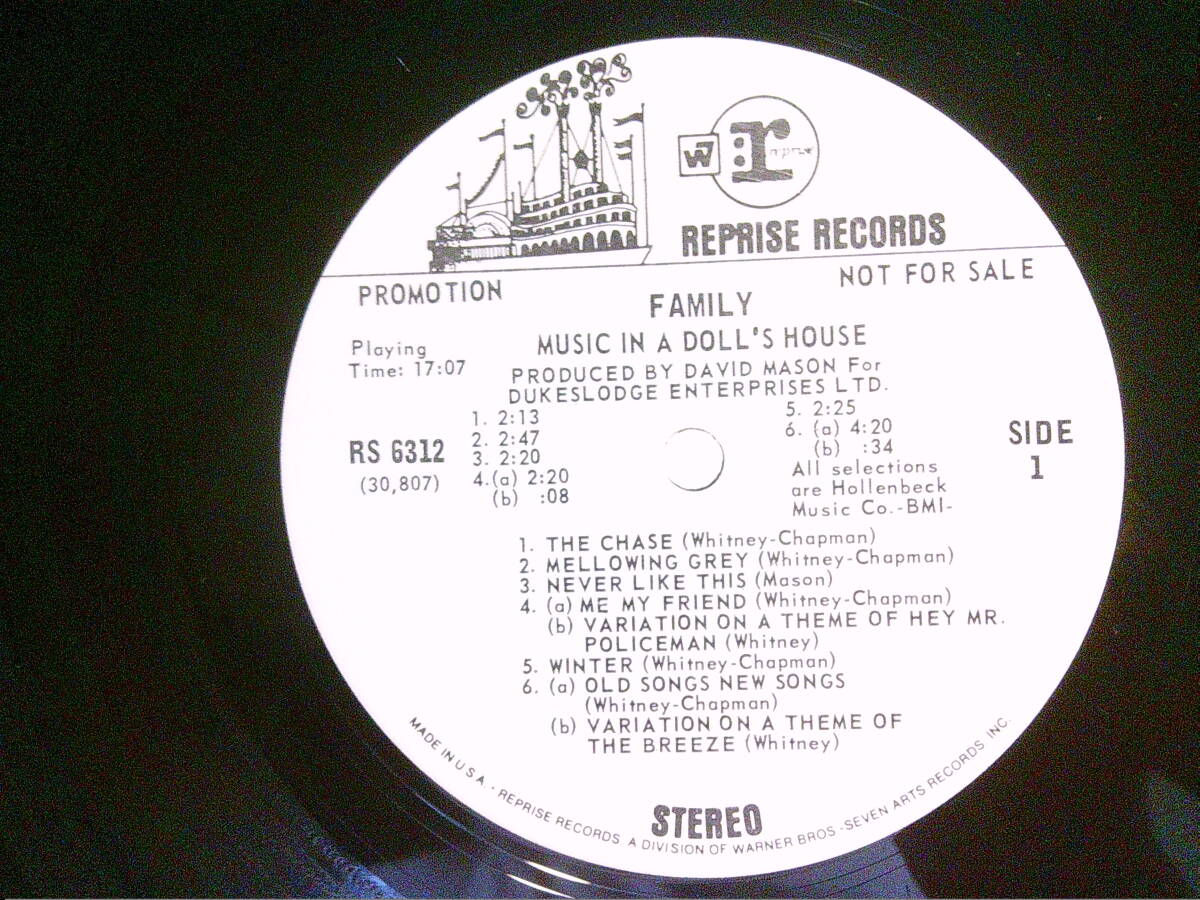 W7 r: reprise
REPRISE RECORDS
PROMOTION
NOT FOR SALE
FAMILY
MUSIC IN A DOLL'S HOUSE
Playing
Time: 17:07
PRODUCED BY DAVID MASON For
DUKESLODGE ENTERPRISES LTD.
1. 2:13
2. 2:47
3. 2:20
4.(a) 2:20
(b) :08
5. 2:25
6. (a) 4:20
(b) :34
All selections
are Hollenbeck
Music Co.-BMI-
RS 6312
(30,807)
SIDE
1
1. THE CHASE (Whitney-Chapman)
2. MELLOWING GREY (Whitney-Chapman)
3. NEVER LIKE THIS (Mason)
4. (a) ME MY FRIEND (Whitney-Chapman)
(b) VARIATION ON A THEME OF HEY MR.
POLICEMAN (Whitney)
5. WINTER (Whitney-Chapman)
6. (a) OLD SONGS NEW SONGS
(Whitney-Chapman)
(b) VARIATION ON A THEME OF
THE BREEZE (Whitney)
STEREO
MADE IN U.S.A. · REPRISE RECORDS, A DIVISION OF WARNER BROS.-SEVEN ARTS RECORDS, INC.